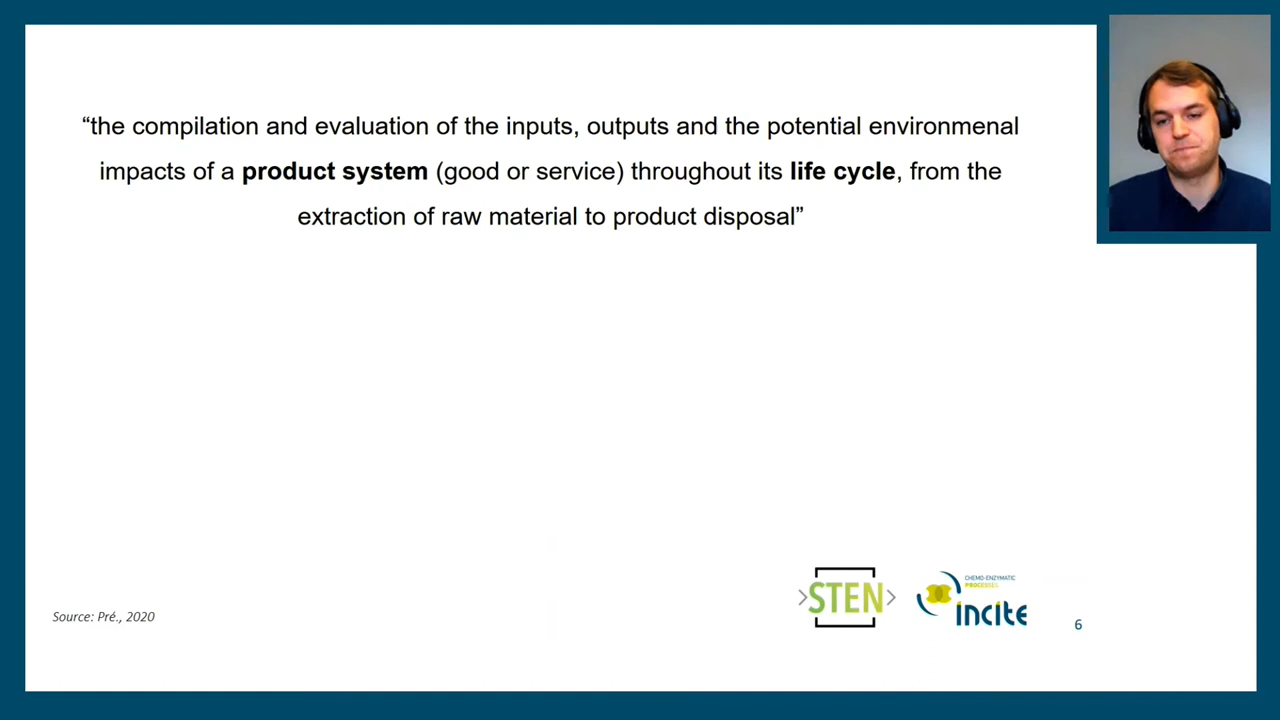 “the compilation and evaluation of the inputs, outputs and the potential environmenal
impacts of a product system (good or service) throughout its life cycle, from the
extraction of raw material to product disposal”
Source: Pré., 2020
STEN
CHEMO-ENZYMATIC
PROCESSES
incite
6